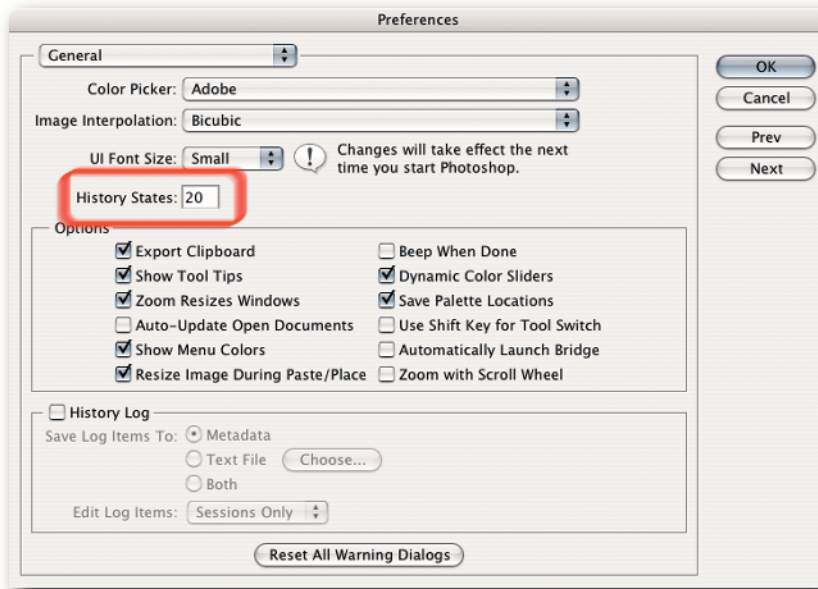 Preferences
General
OK
Color Picker: Adobe
Cancel
Image Interpolation: Bicubic
Prev
UI Font Size: Small
! Changes will take effect the next
time you start Photoshop.
Next
History States: 20
Options
Export Clipboard
Beep When Done
Show Tool Tips
Dynamic Color Sliders
Zoom Resizes Windows
Save Palette Locations
Auto-Update Open Documents
Use Shift Key for Tool Switch
Show Menu Colors
Automatically Launch Bridge
Resize Image During Paste/Place
Zoom with Scroll Wheel
History Log
Save Log Items To: Metadata
Text File Choose...
Both
Edit Log Items: Sessions Only
Reset All Warning Dialogs